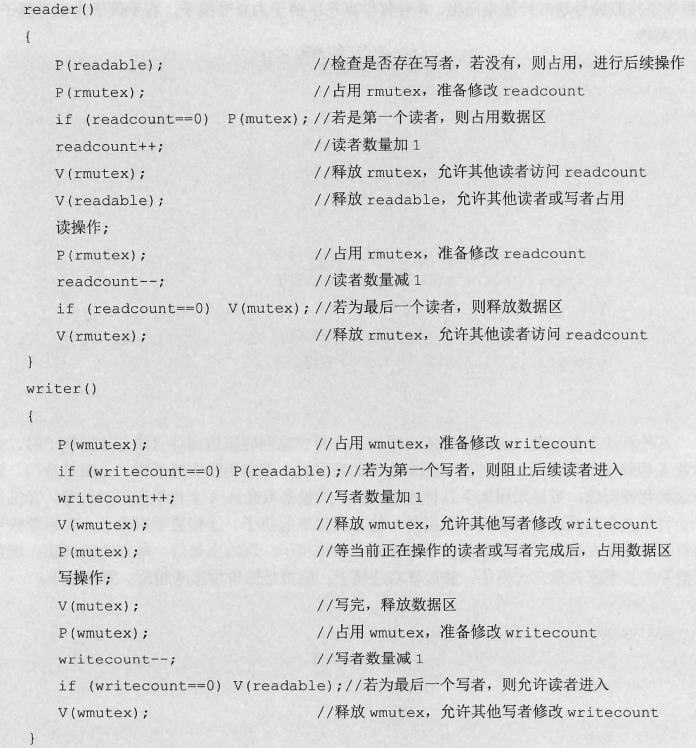 reader()
{
P(readable); //检查是否存在写者，若没有，则占用，进行后续操作
P(rmutex); //占用 rmutex，准备修改 readcount
if (readcount==0) P(mutex); //若是第一个读者，则占用数据区
readcount++; //读者数量加 1
V(rmutex); //释放 rmutex，允许其他读者访问 readcount
V(readable); //释放 readable，允许其他读者或写者占用
读操作;
P(rmutex); //占用 rmutex，准备修改 readcount
readcount--; //读者数量减 1
if (readcount==0) V(mutex); //若为最后一个读者，则释放数据区
V(rmutex); //释放 rmutex，允许其他读者访问 readcount
}
writer()
{
P(wmutex); //占用 wmutex，准备修改 writecount
if (writecount==0) P(readable);//若为第一个写者，则阻止后续读者进入
writecount++; //写者数量加 1
V(wmutex); //释放 wmutex，允许其他写者修改 writecount
P(mutex); //等当前正在操作的读者或写者完成后，占用数据区
写操作;
V(mutex); //写完，释放数据区
P(wmutex); //占用 wmutex，准备修改 writecount
writecount--; //写者数量减 1
if (writecount==0) V(readable);//若为最后一个写者，则允许读者进入
V(wmutex); //释放 wmutex，允许其他写者修改 writecount
}